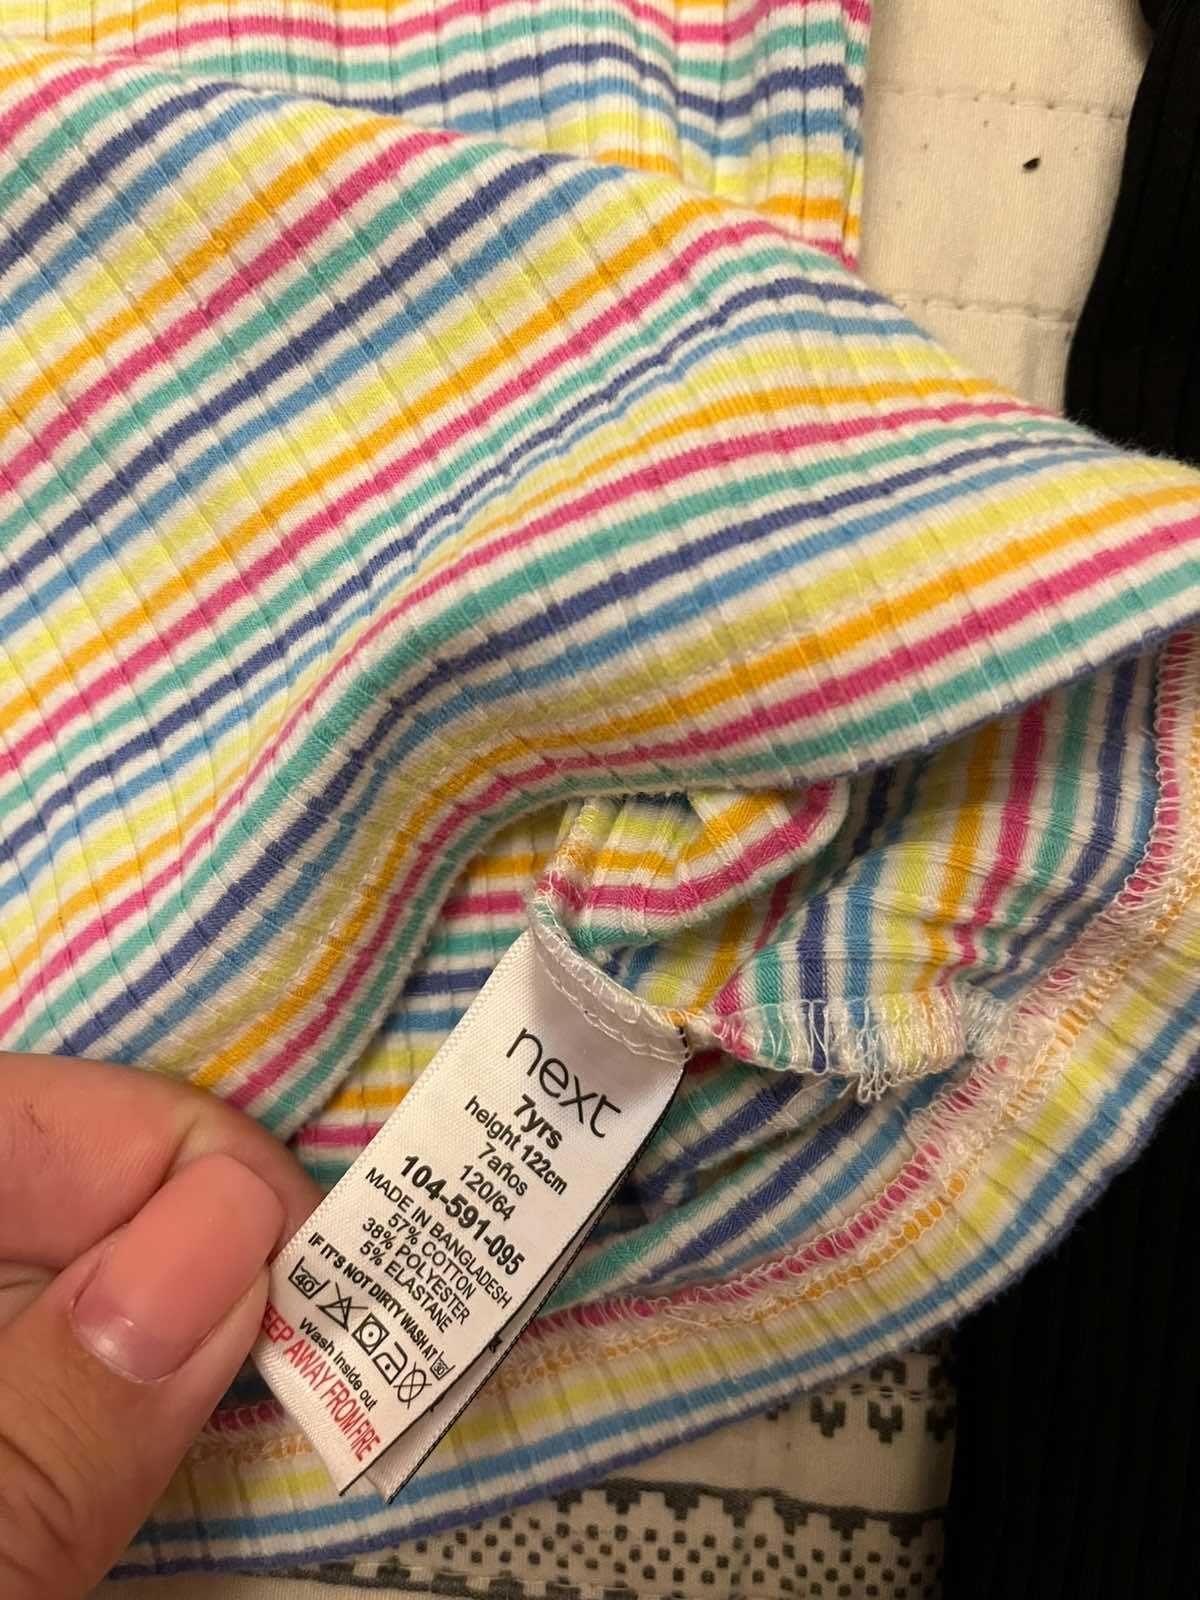 next
7yrs
height 122cm
7años
120/64
104-591-095
MADE IN BANGLADESH
57% COTTON
38% POLYESTER
5% ELASTANE
IF IT'S NOT DIRTY WASH AT 30
40
Wash inside out
KEEP AWAY FROM FIRE